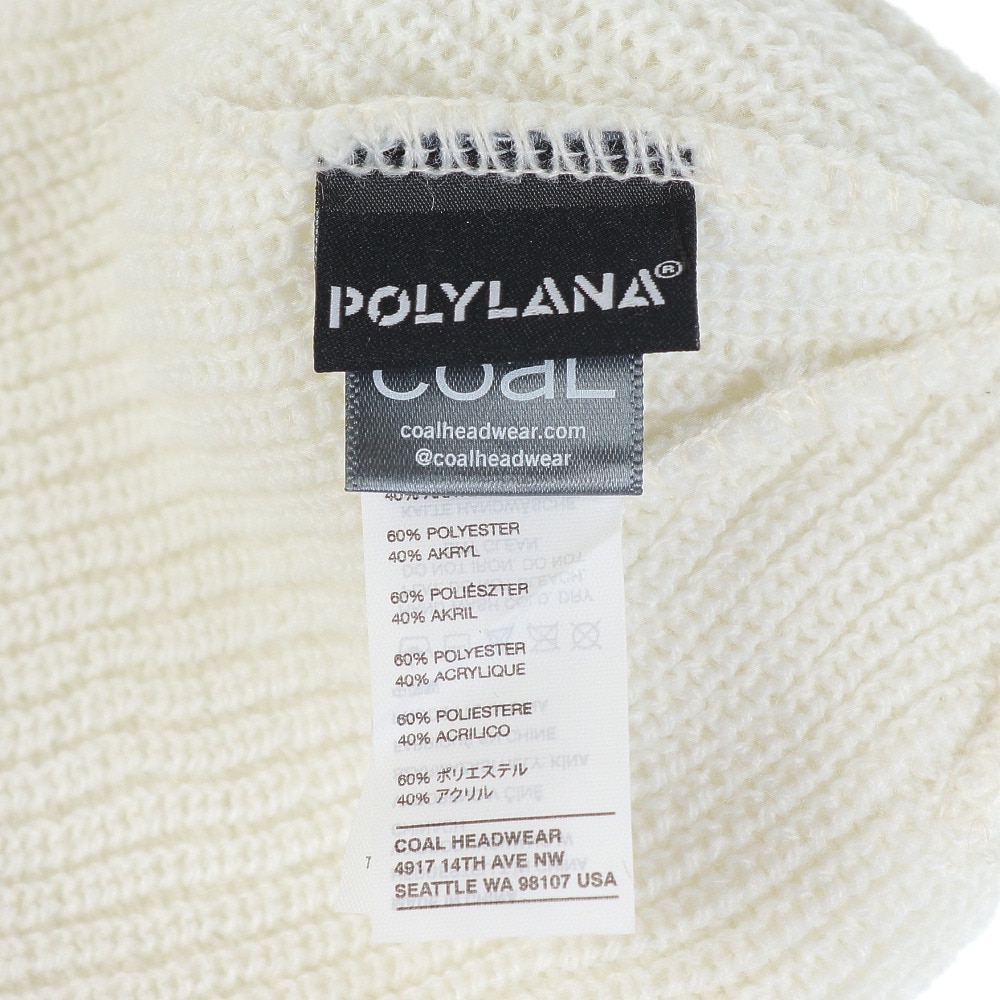 POLYLANA®
coaL
coalheadwear.com
@coalheadwear
60% POLYESTER
40% AKRYL
60% POLIÉSZTER
40% AKRIL
60% POLYESTER
40% ACRYLIQUE
60% POLIESTERE
40% ACRILICO
60% ポリエステル
40% アクリル
COAL HEADWEAR
7 4917 14TH AVE NW
SEATTLE WA 98107 USA